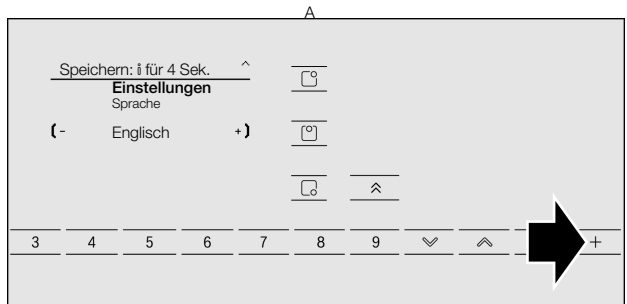 A
Speichern: i für 4 Sek. ^
Einstellungen
Sprache
(- Englisch +)
3 4 5 6 7 8 9 +